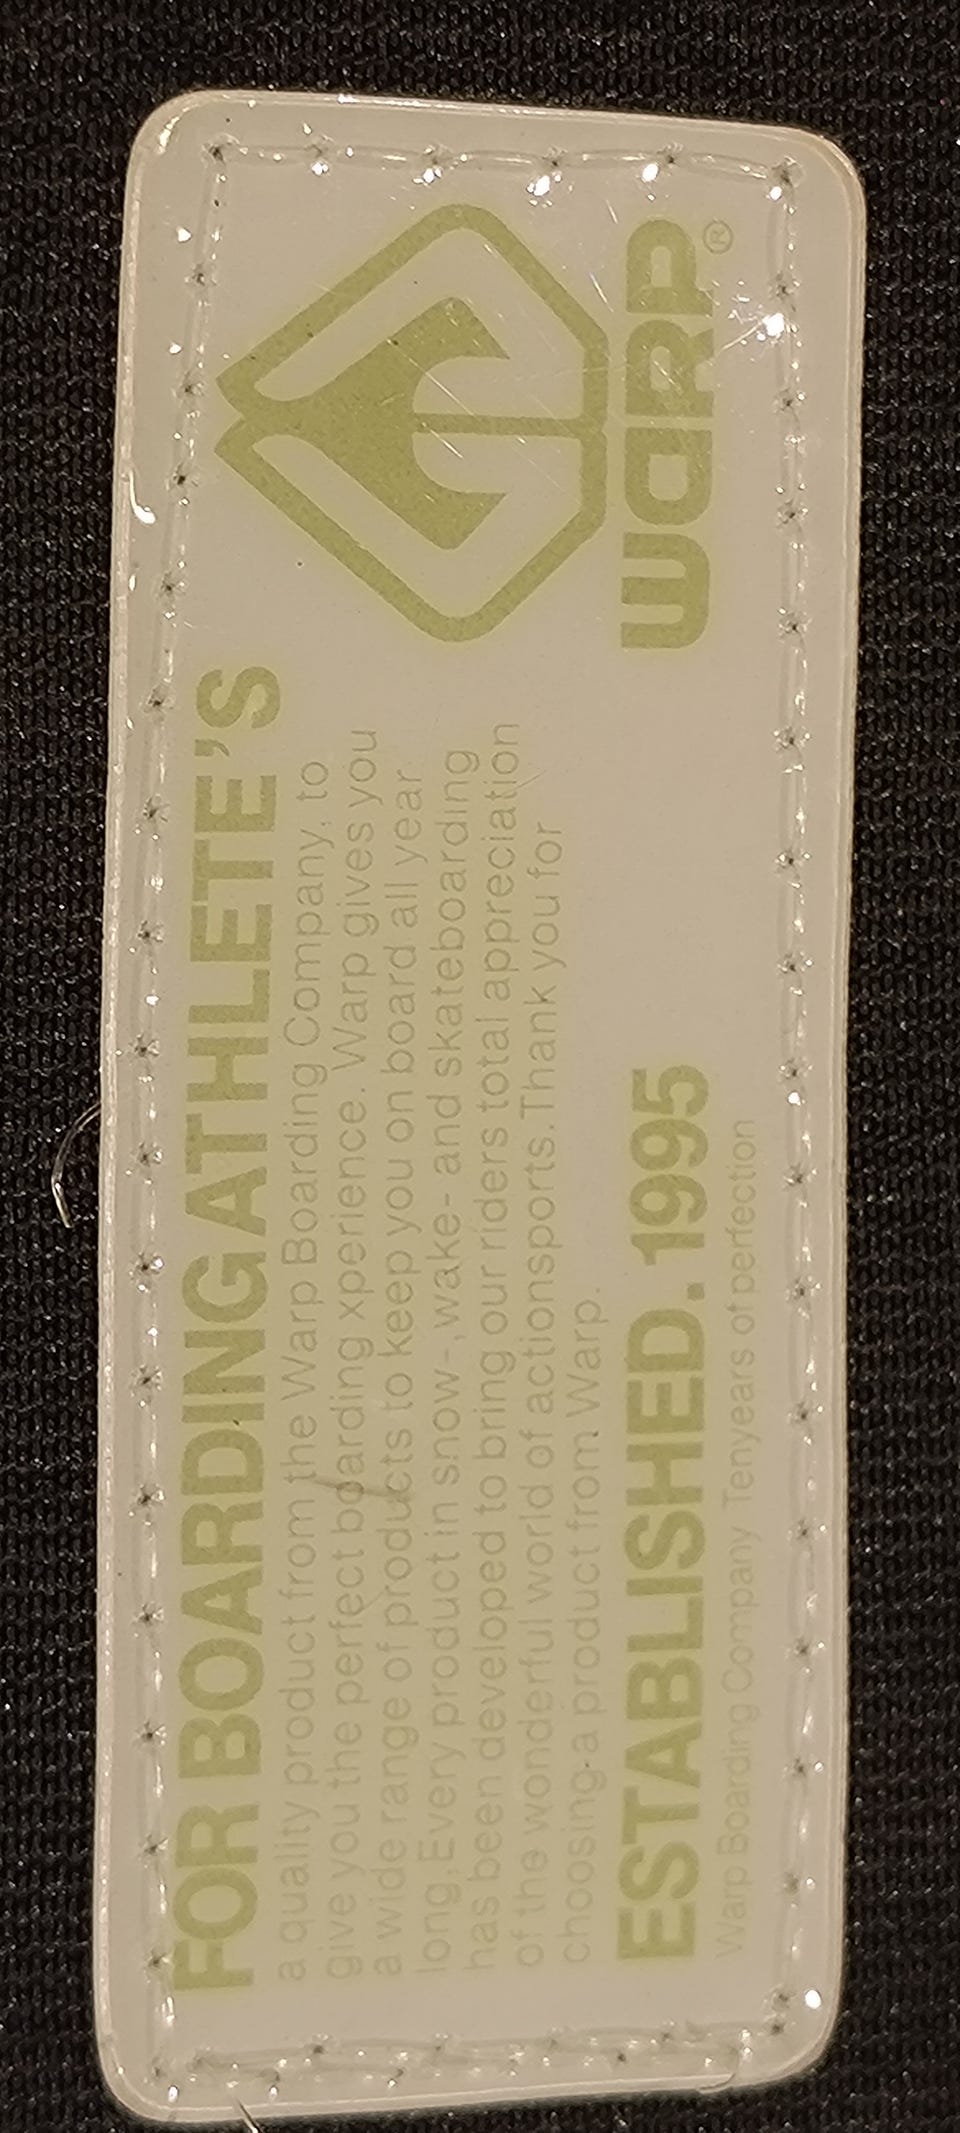 FOR BOARDING ATHLETE'S
a quality product from the Warp Boarding Company, to
give you the perfect boarding xperience. Warp gives you
a wide range of products to keep you on board all year
long, Every product in snow-, wake- and skateboarding
has been developed to bring our riders total appreciation
of the wonderful world of actionsports. Thank you for
choosing a product from Warp.
ESTABLISHED. 1995
Warp Boarding Company Tenyears of perfection
WARP®